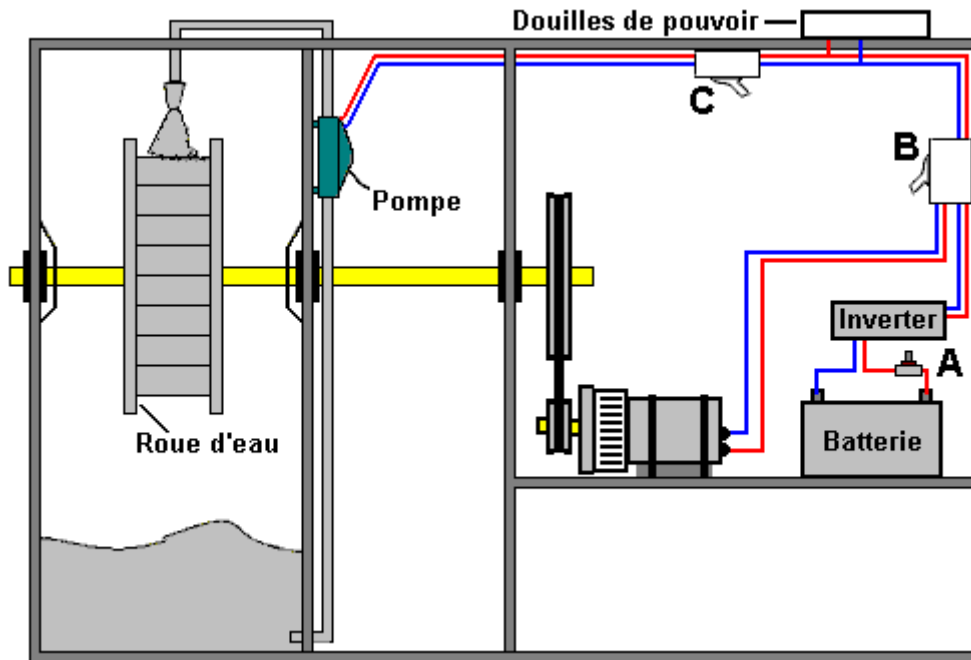 Douilles de pouvoir
C
B
Pompe
Inverter
A
Roue d'eau
Batterie